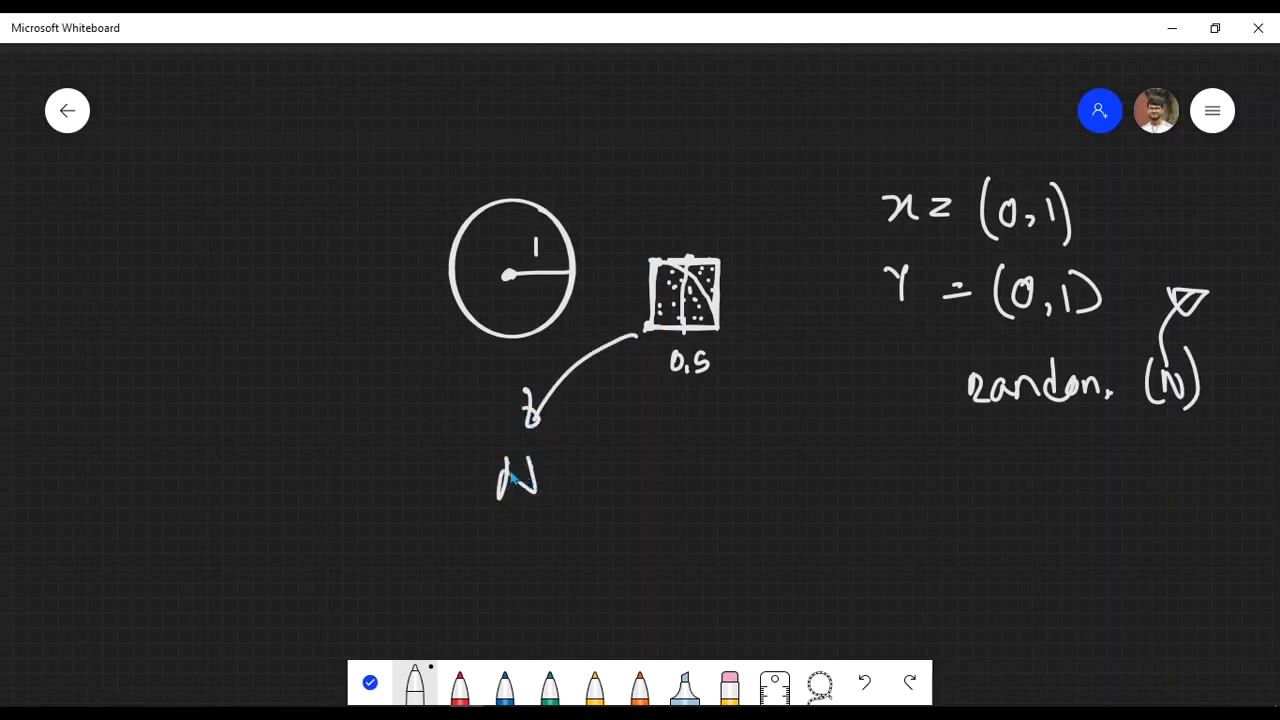 Microsoft Whiteboard
x = (0,1)
1
Y = (0,1)
0.5
random. (N)
N